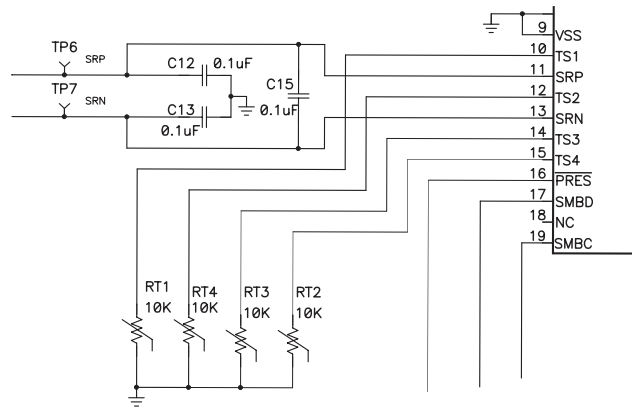 TP6
SRP
C12
0.1uF
TP7
SRN
C13
0.1uF
C15
0.1uF
9
VSS
10
TS1
11
SRP
12
TS2
13
SRN
14
TS3
15
TS4
16
PRES
17
SMBD
18
NC
19
SMBC
RT1
10K
RT4
10K
RT3
10K
RT2
10K